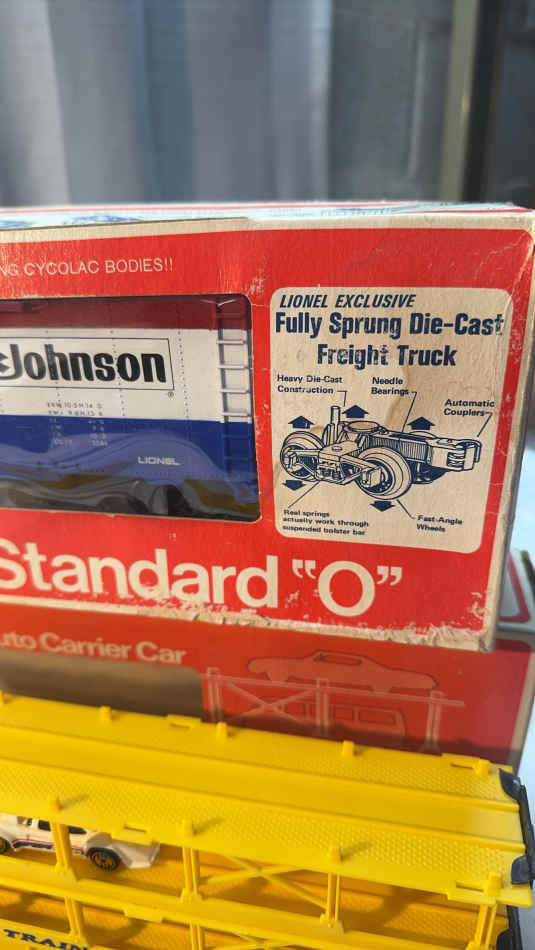 NG CYCOLAC BODIES!!
LIONEL EXCLUSIVE
Fully Sprung Die-Cast
Freight Truck
Heavy Die-Cast
Construction
Needle
Bearings
Automatic
Couplers
Real springs
actually work through
suspended bolster bar
Fast-Angle
Wheels
Johnson
®
LIONEL
Standard "O"
uto Carrier Car
TRAIN